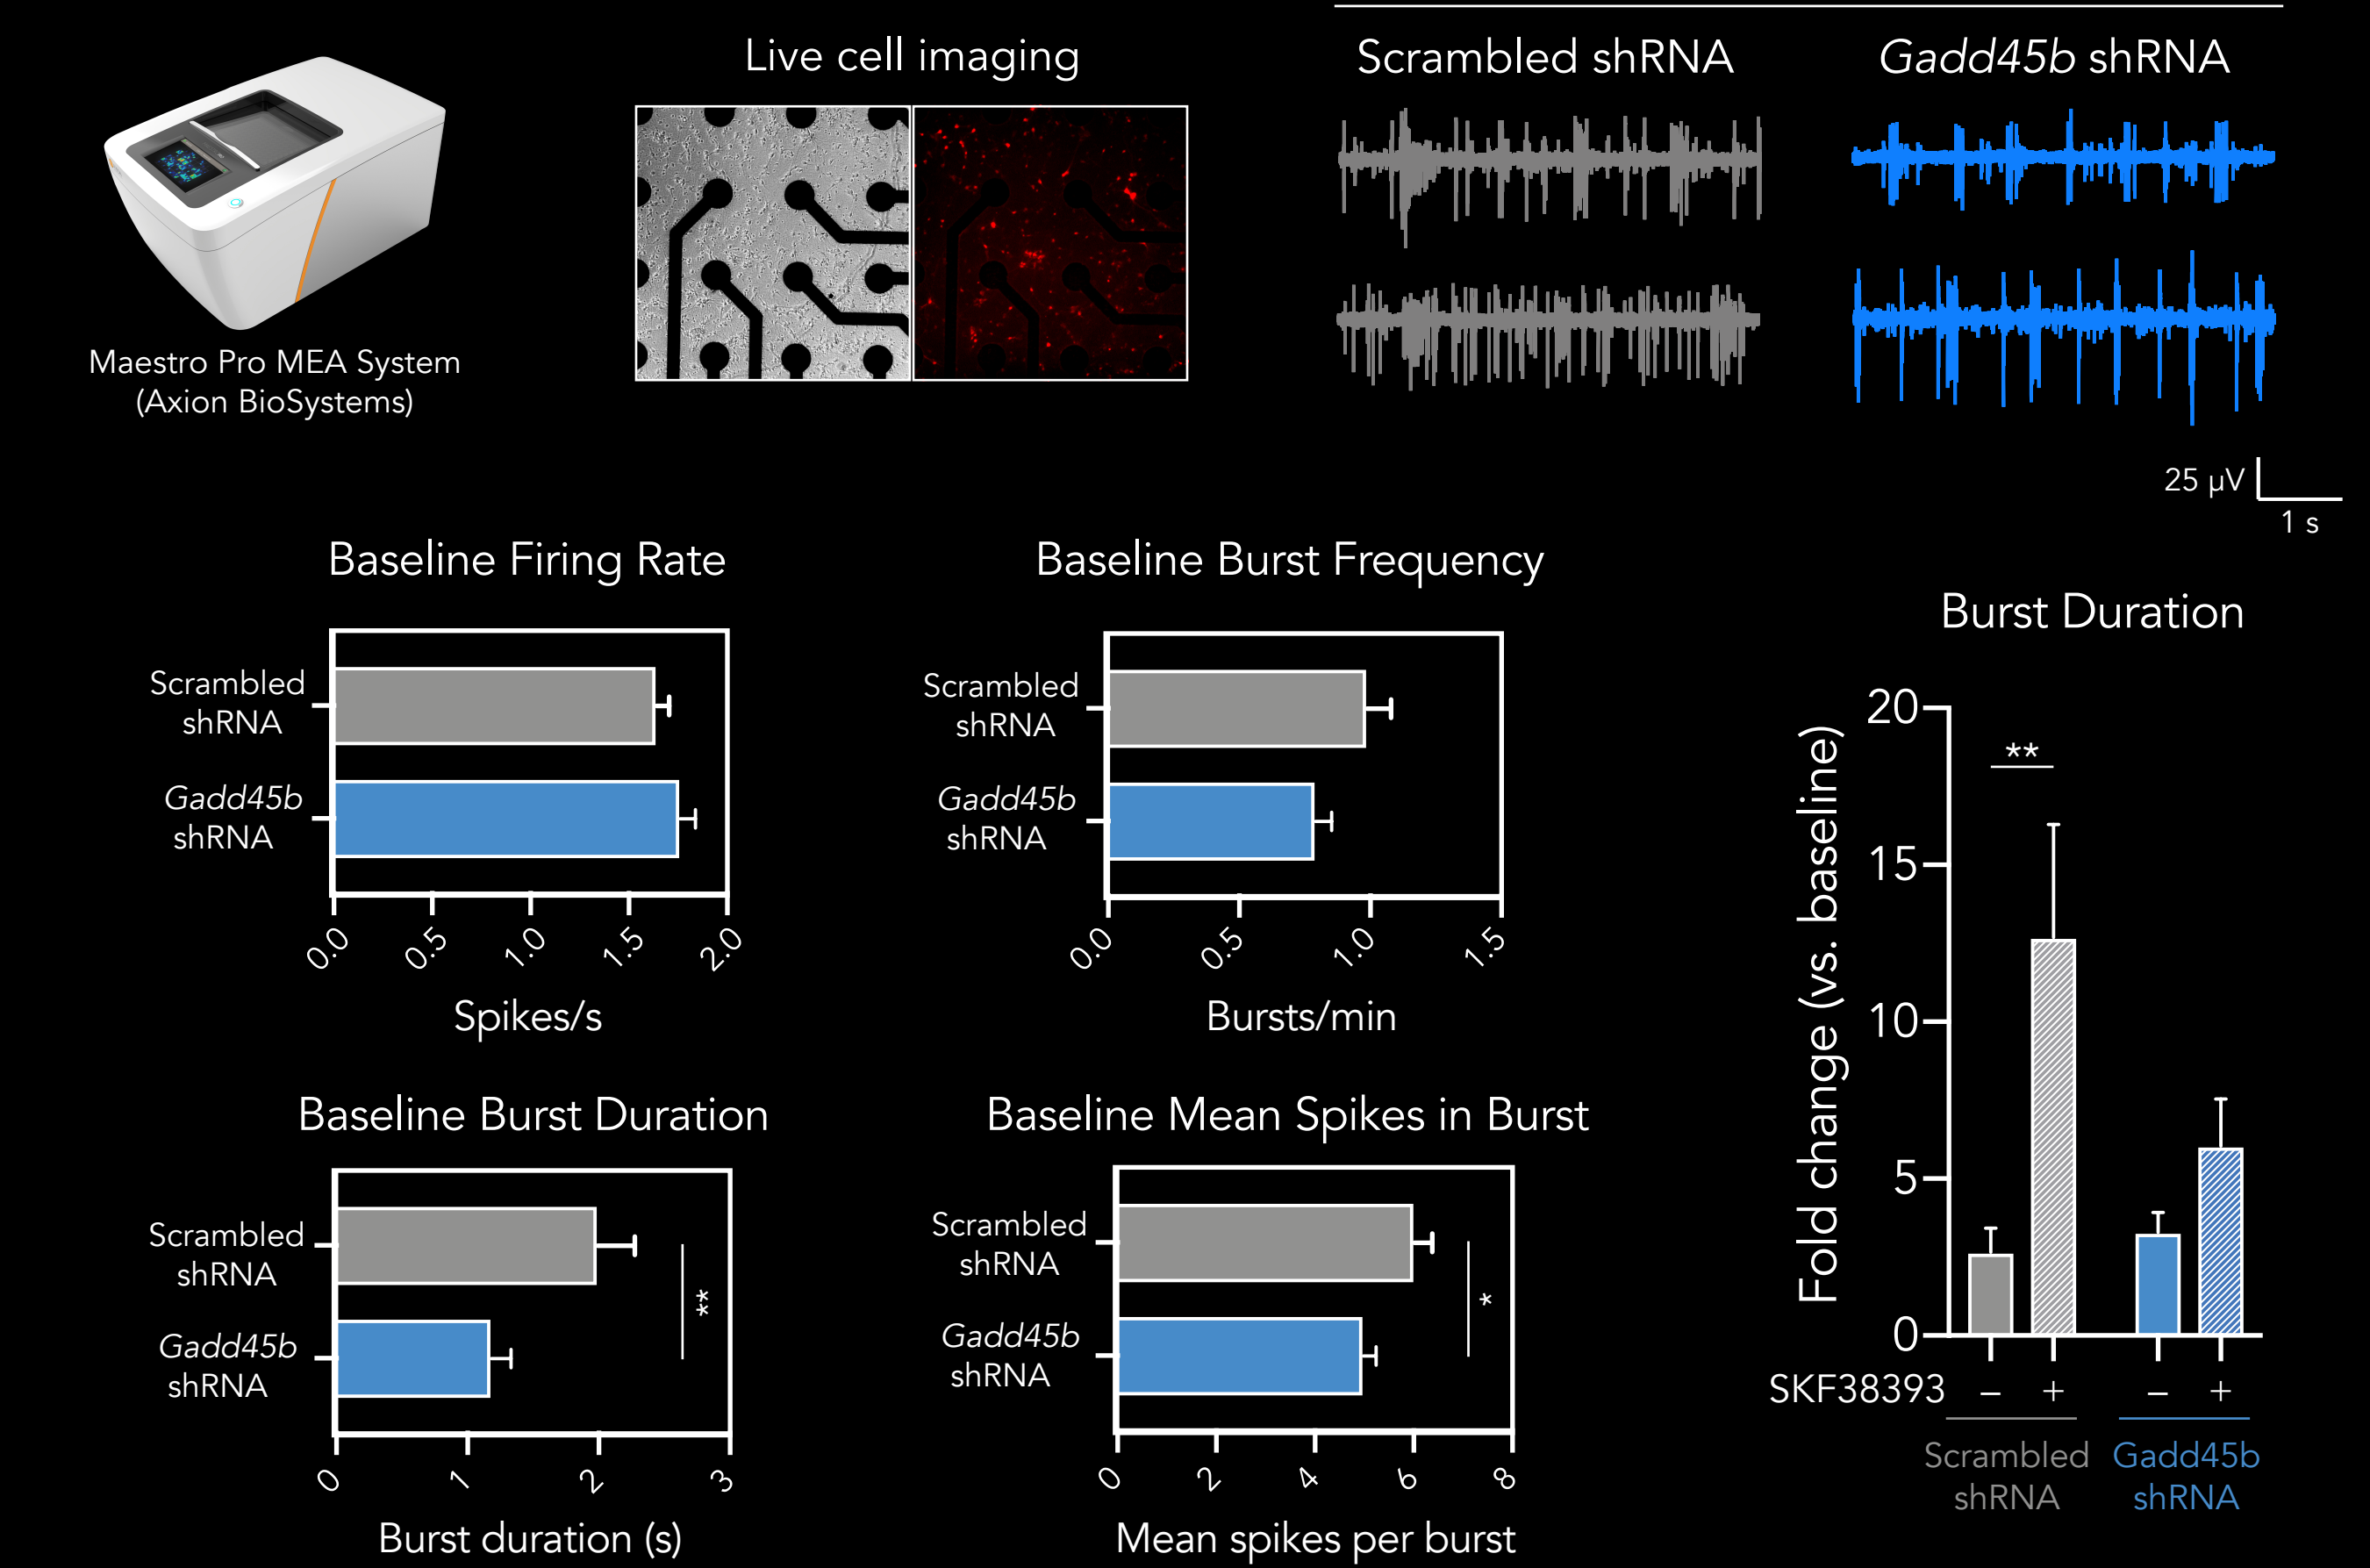 Live cell imaging
Scrambled shRNA
Gadd45b shRNA
Maestro Pro MEA System
(Axion BioSystems)
25 µV
1 s
Baseline Firing Rate
Scrambled
shRNA
Gadd45b
shRNA
0.0
0.5
1.0
1.5
2.0
Spikes/s
Baseline Burst Frequency
Scrambled
shRNA
Gadd45b
shRNA
0.0
0.5
1.0
1.5
Bursts/min
Baseline Burst Duration
Scrambled
shRNA
Gadd45b
shRNA
**
0
1
2
3
Burst duration (s)
Baseline Mean Spikes in Burst
Scrambled
shRNA
Gadd45b
shRNA
*
0
2
4
6
8
Mean spikes per burst
Burst Duration
Fold change (vs. baseline)
20
15
10
5
0
**
SKF38393 – + – +
Scrambled
shRNA
Gadd45b
shRNA